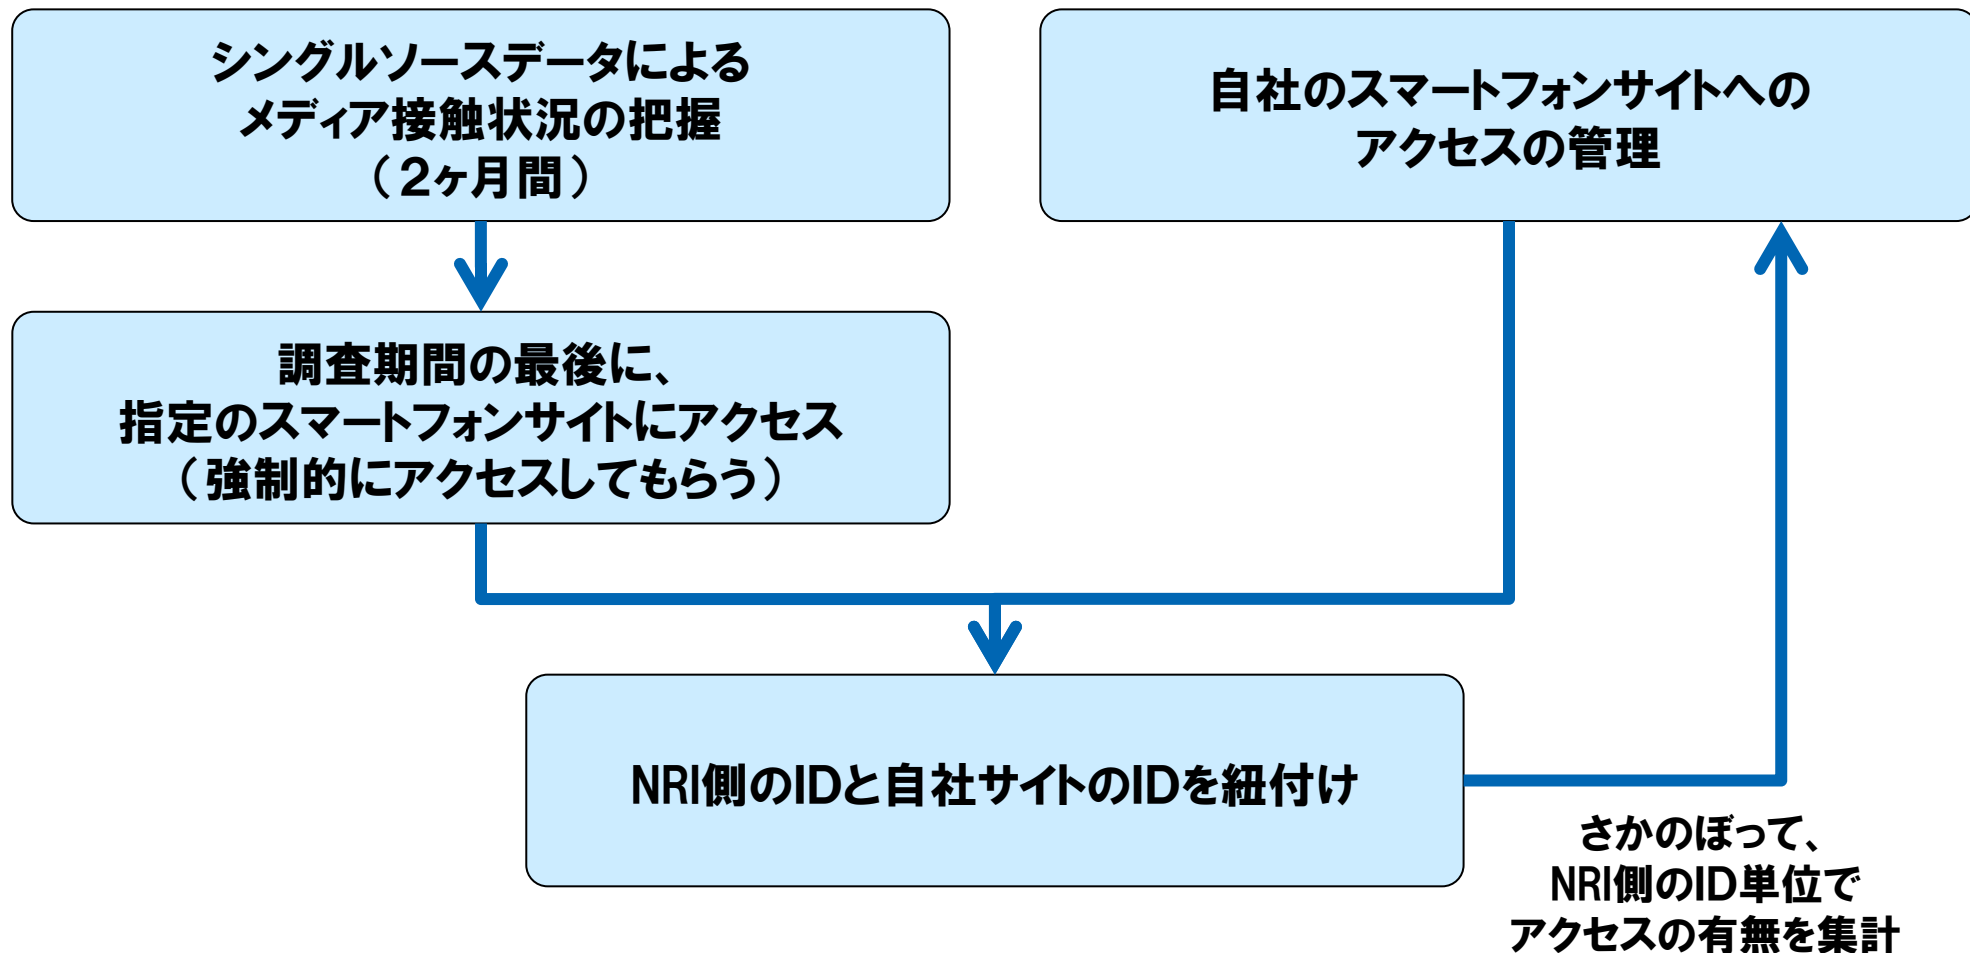 シングルソースデータによる
メディア接触状況の把握
（２ヶ月間）
自社のスマートフォンサイトへの
アクセスの管理
調査期間の最後に、
指定のスマートフォンサイトにアクセス
（強制的にアクセスしてもらう）
NRI側のIDと自社サイトのIDを紐付け
さかのぼって、
NRI側のID単位で
アクセスの有無を集計